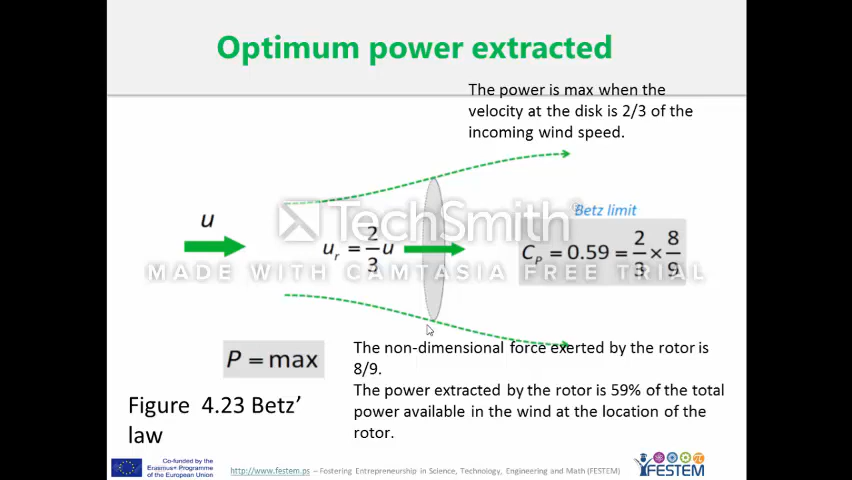 Optimum power extracted
The power is max when the
velocity at the disk is 2/3 of the
incoming wind speed.
TechSmith®
u
u_r = 2/3 u
Betz limit
C_P = 0.59 = 2/3 × 8/9
MADE WITH CAMTASIA FREE TRIAL
P = max
The non-dimensional force exerted by the rotor is
8/9.
The power extracted by the rotor is 59% of the total
power available in the wind at the location of the
rotor.
Figure 4.23 Betz’
law
Co-funded by the
Erasmus+ Programme
of the European Union
http://www.festem.ps – Fostering Entrepreneurship in Science, Technology, Engineering and Math (FESTEM)
FESTEM